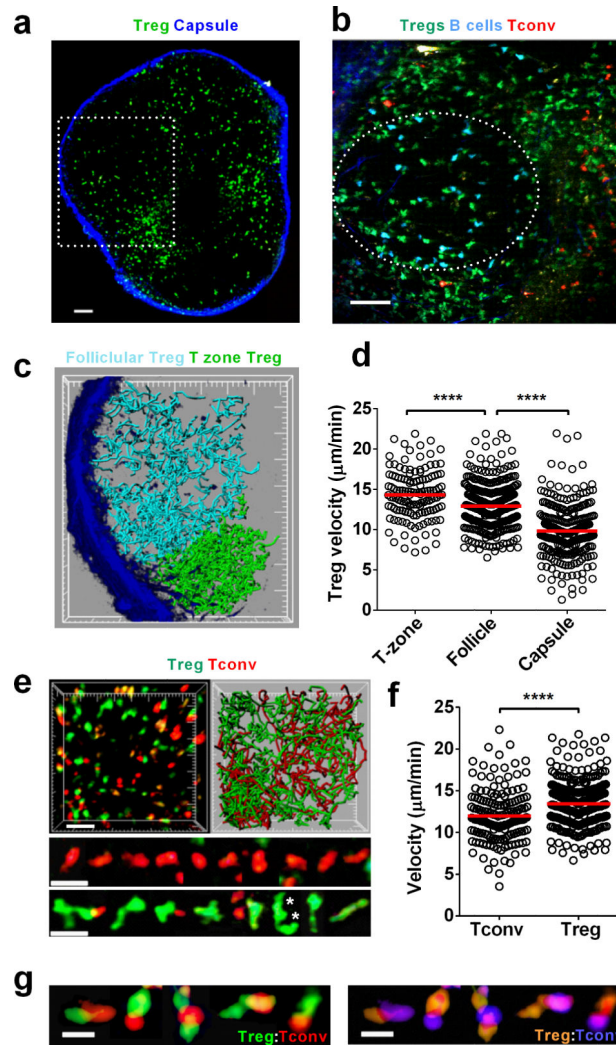 a
Treg Capsule
b
Tregs B cells Tconv
c
Follicular Treg T zone Treg
d
Treg velocity (μm/min)
25
20
15
10
5
0
**** ****
T-zone
Follicle
Capsule
e
Treg Tconv
*
*
f
Velocity (μm/min)
25
20
15
10
5
0
****
Tconv Treg
g
Treg:Tconv
Treg:Tconv